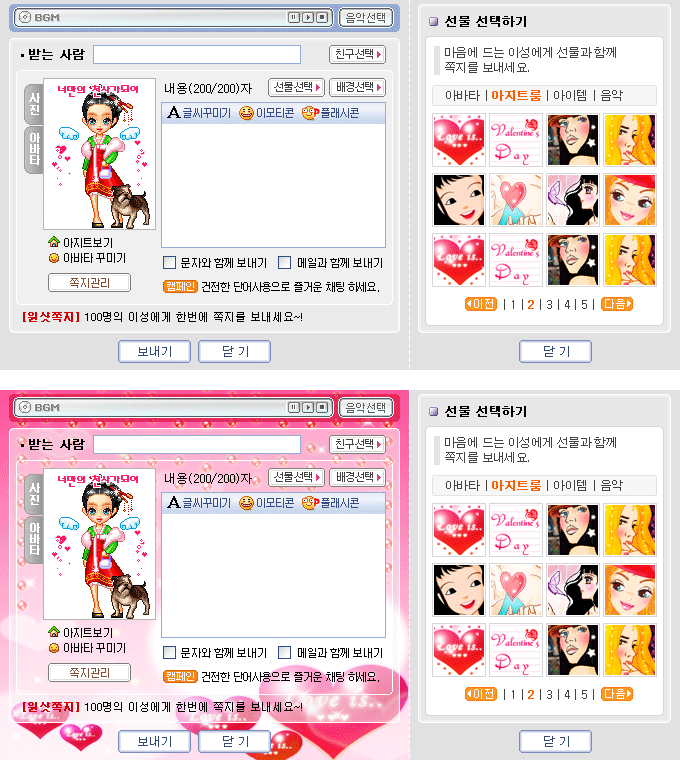 BGM 음악선택
받는 사람 친구선택
사진
아바타
너만의 천사가되어
내용(200/200)자 선물선택 배경선택
A글씨꾸미기 이모티콘 플래시콘
아지트보기
아바타 꾸미기
쪽지관리
문자와 함께 보내기 메일과 함께 보내기
캠페인 건전한 단어사용으로 즐거운 채팅 하세요.
[일샷쪽지] 100명의 이성에게 한번에 쪽지를 보내세요~!
보내기 닫 기
선물 선택하기
마음에 드는 이성에게 선물과 함께
쪽지를 보내세요.
아바타 | 아지트룸 | 아이템 | 음악
Love is.. Valentine's
Day
Love is.. Valentine's
Day
이전 | 1 | 2 | 3 | 4 | 5 | 다음
닫 기
BGM 음악선택
받는 사람 친구선택
사진
아바타
너만의 천사가되어
내용(200/200)자 선물선택 배경선택
A글씨꾸미기 이모티콘 플래시콘
아지트보기
아바타 꾸미기
쪽지관리
문자와 함께 보내기 메일과 함께 보내기
캠페인 건전한 단어사용으로 즐거운 채팅 하세요.
[일샷쪽지] 100명의 이성에게 한번에 쪽지를 보내세요~!
Love is.. Love is.. Love is..
보내기 닫 기
선물 선택하기
마음에 드는 이성에게 선물과 함께
쪽지를 보내세요.
아바타 | 아지트룸 | 아이템 | 음악
Love is.. Valentine's
Day
Love is.. Valentine's
Day
이전 | 1 | 2 | 3 | 4 | 5 | 다음
닫 기